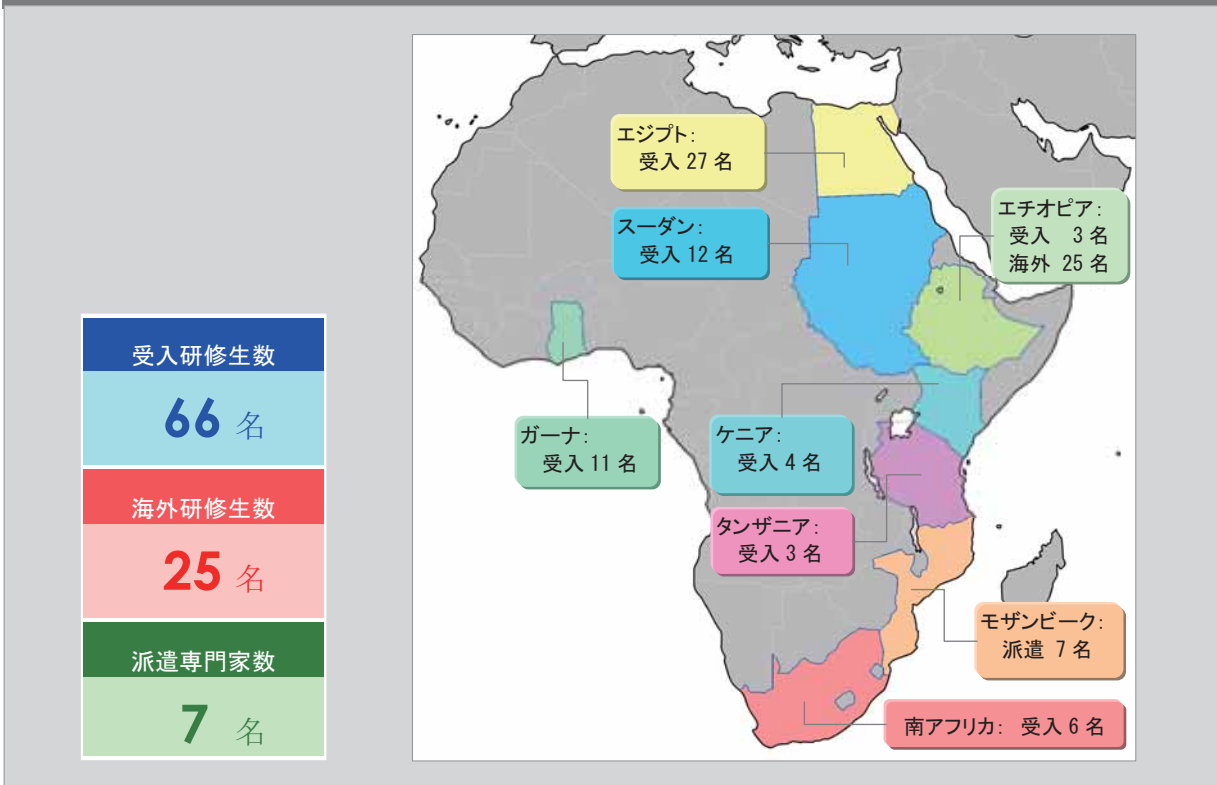 受入研修生数
66 名
海外研修生数
25 名
派遣専門家数
7 名
エジプト：
受入 27 名
スーダン：
受入 12 名
エチオピア：
受入 3 名
海外 25 名
ガーナ：
受入 11 名
ケニア：
受入 4 名
タンザニア：
受入 3 名
モザンビーク：
派遣 7 名
南アフリカ： 受入 6 名